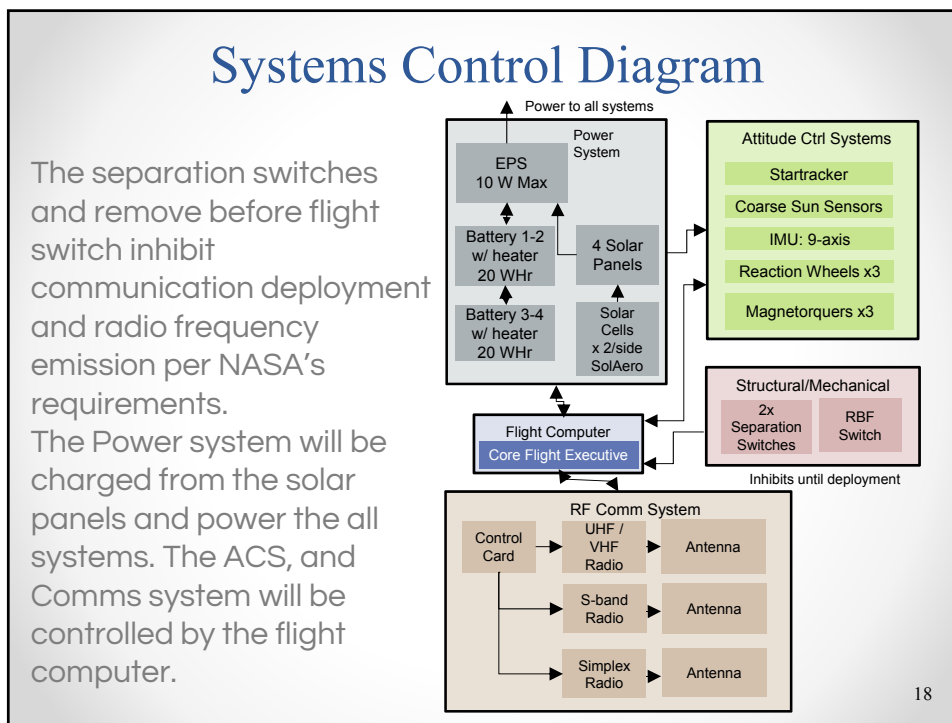 Systems Control Diagram
The separation switches
and remove before flight
switch inhibit
communication deployment
and radio frequency
emission per NASA's
requirements.
The Power system will be
charged from the solar
panels and power the all
systems. The ACS, and
Comms system will be
controlled by the flight
computer.
Power to all systems
Power
System
EPS
10 W Max
Battery 1-2
w/ heater
20 WHr
4 Solar
Panels
Battery 3-4
w/ heater
20 WHr
Solar
Cells
x 2/side
SolAero
Attitude Ctrl Systems
Startracker
Coarse Sun Sensors
IMU: 9-axis
Reaction Wheels x3
Magnetorquers x3
Structural/Mechanical
2x
Separation
Switches
RBF
Switch
Inhibits until deployment
Flight Computer
Core Flight Executive
RF Comm System
Control
Card
UHF /
VHF
Radio
Antenna
S-band
Radio
Antenna
Simplex
Radio
Antenna
18